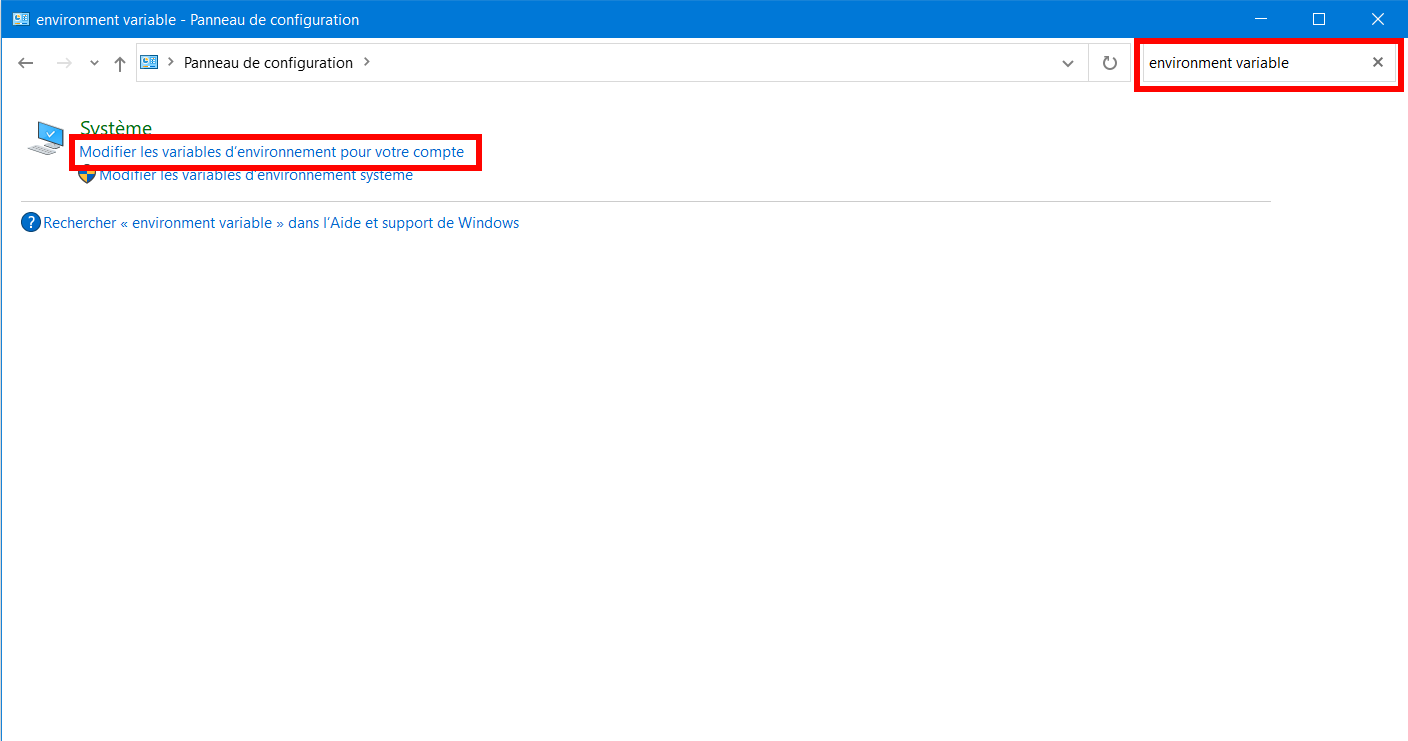 environment variable - Panneau de configuration
Panneau de configuration
environment variable
Système
Modifier les variables d'environnement pour votre compte
Modifier les variables d'environnement système
? Rechercher « environment variable » dans l'Aide et support de Windows